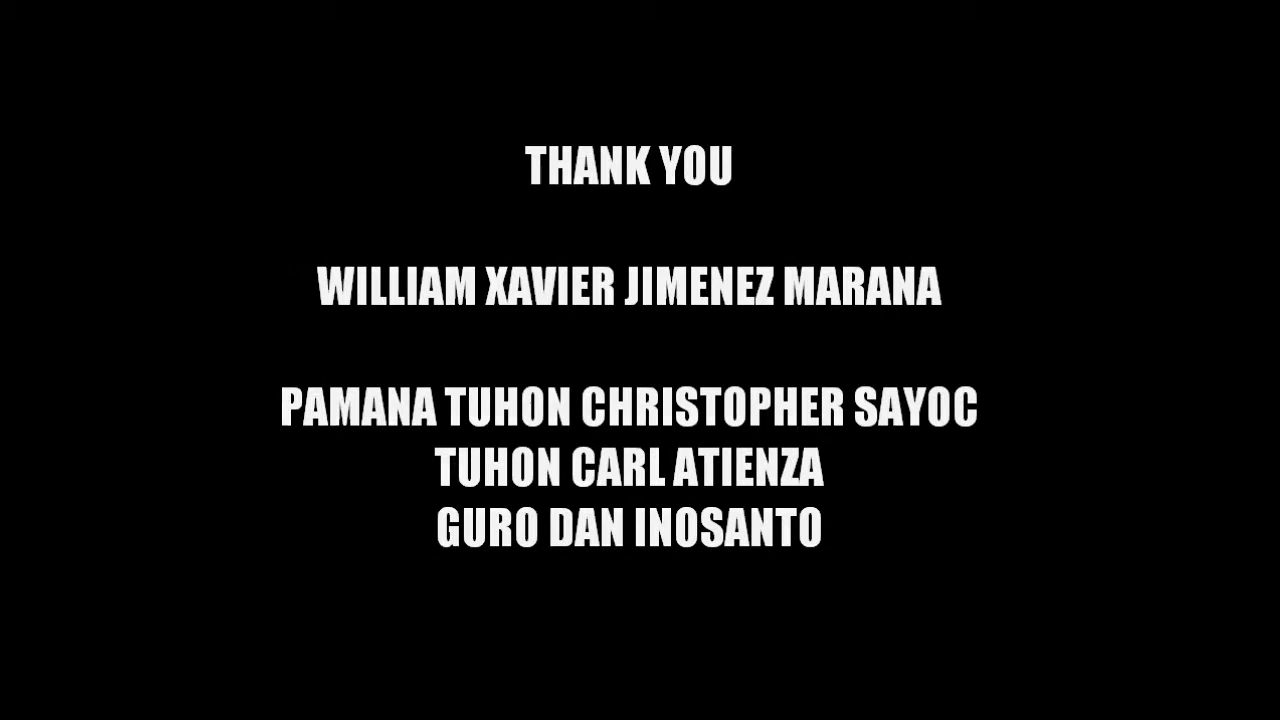 THANK YOU
WILLIAM XAVIER JIMENEZ MARANA
PAMANA TUHON CHRISTOPHER SAYOC
TUHON CARL ATIENZA
GURO DAN INOSANTO